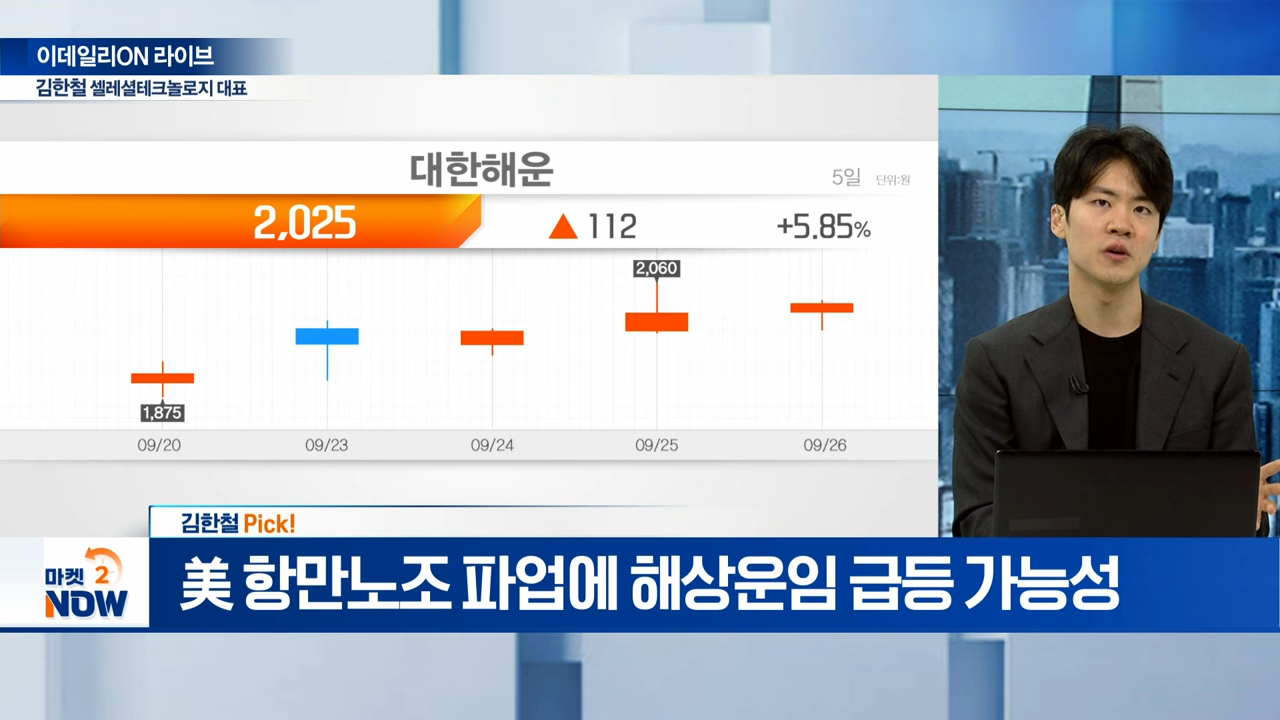 이데일리ON 라이브
김한철 셀레셜테크놀로지 대표
대한해운
5일 단위:원
2,025 ▲ 112 +5.85%
2,060
1,875
09/20 09/23 09/24 09/25 09/26
김한철 Pick!
마켓 2
NOW
美 항만노조 파업에 해상운임 급등 가능성